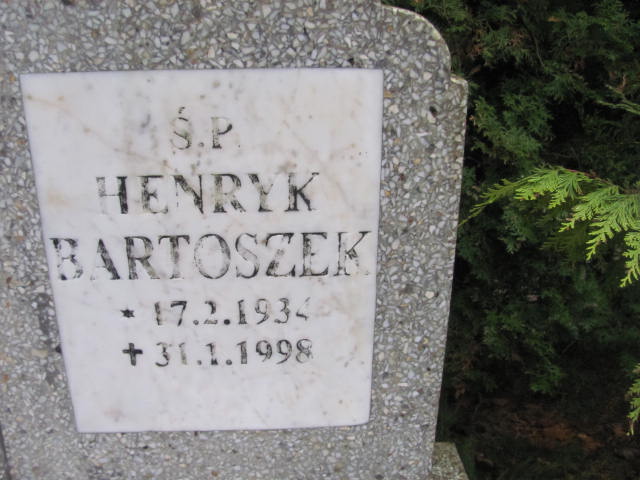 Ś.P.
HENRYK
BARTOSZEK
* 17.2.1934
✝ 31.1.1998